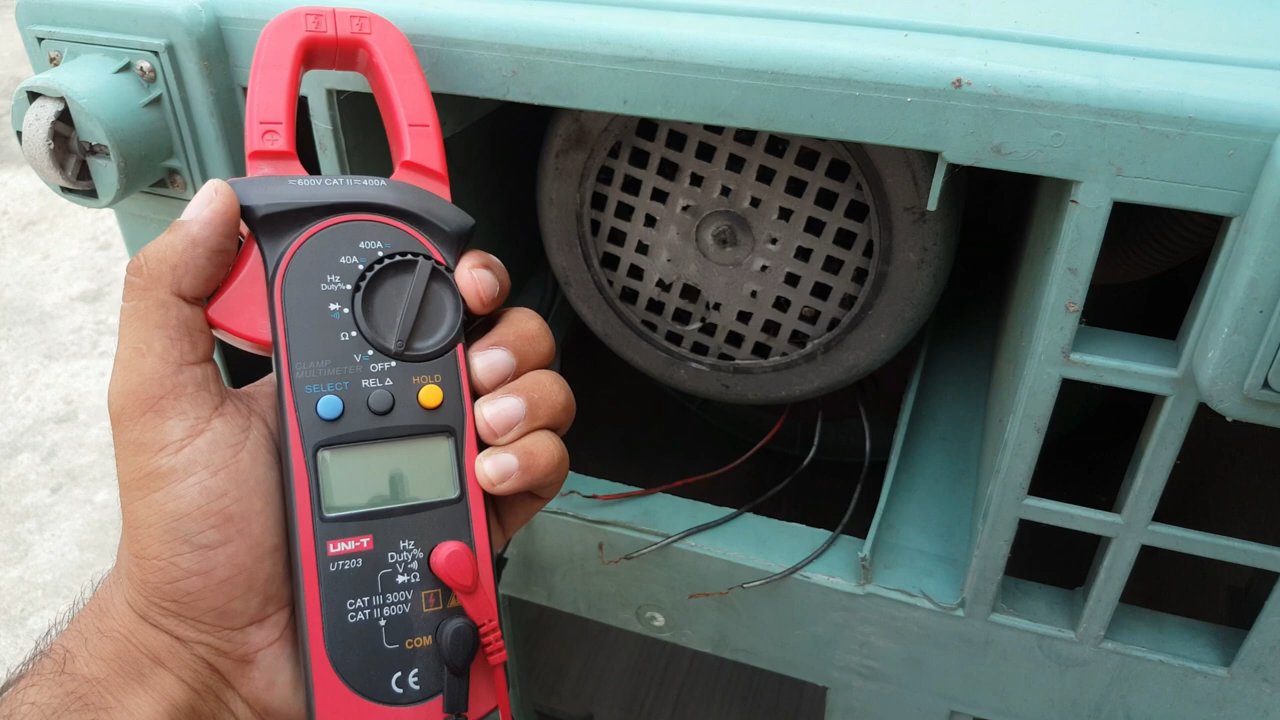 ≂600V CAT II ≂400A
400A≂
40A≂
Hz
Duty%
Ω
V≂
OFF
CLAMP
MULTIMETER
SELECT
REL Δ
HOLD
UNI-T
UT203
Hz
Duty%
V
Ω
CAT III 300V
CAT II 600V
COM
CE